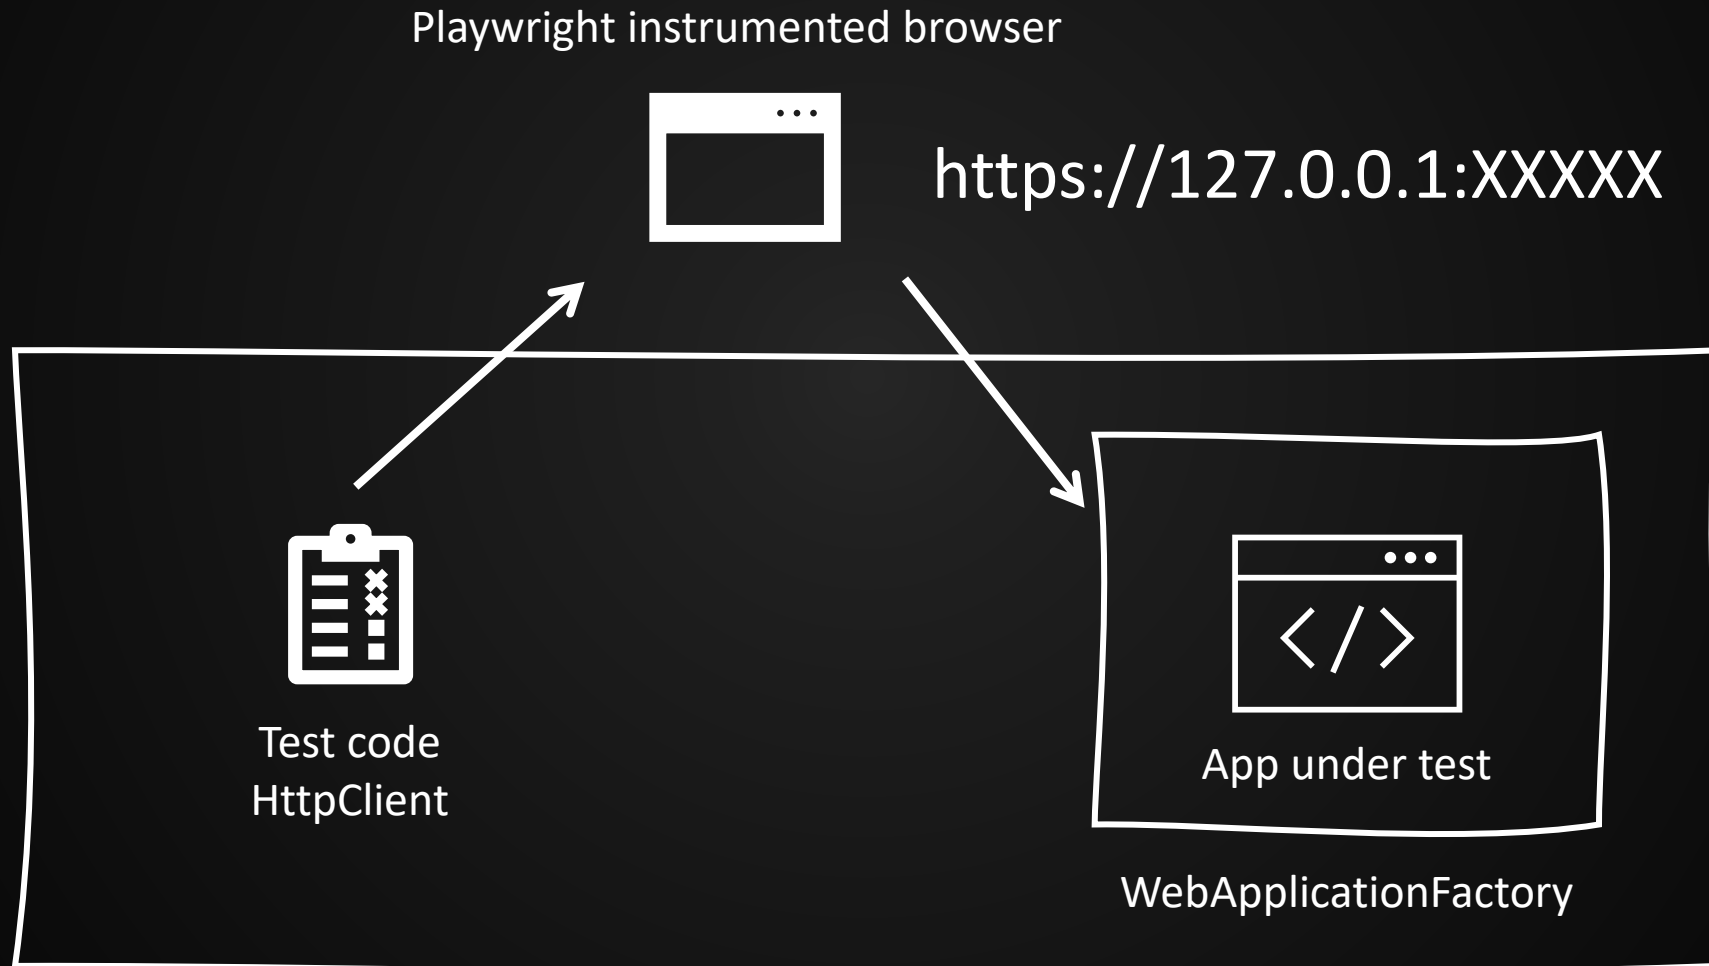 Playwright instrumented browser
https://127.0.0.1:XXXXX
Test code
HttpClient
</>
App under test
WebApplicationFactory